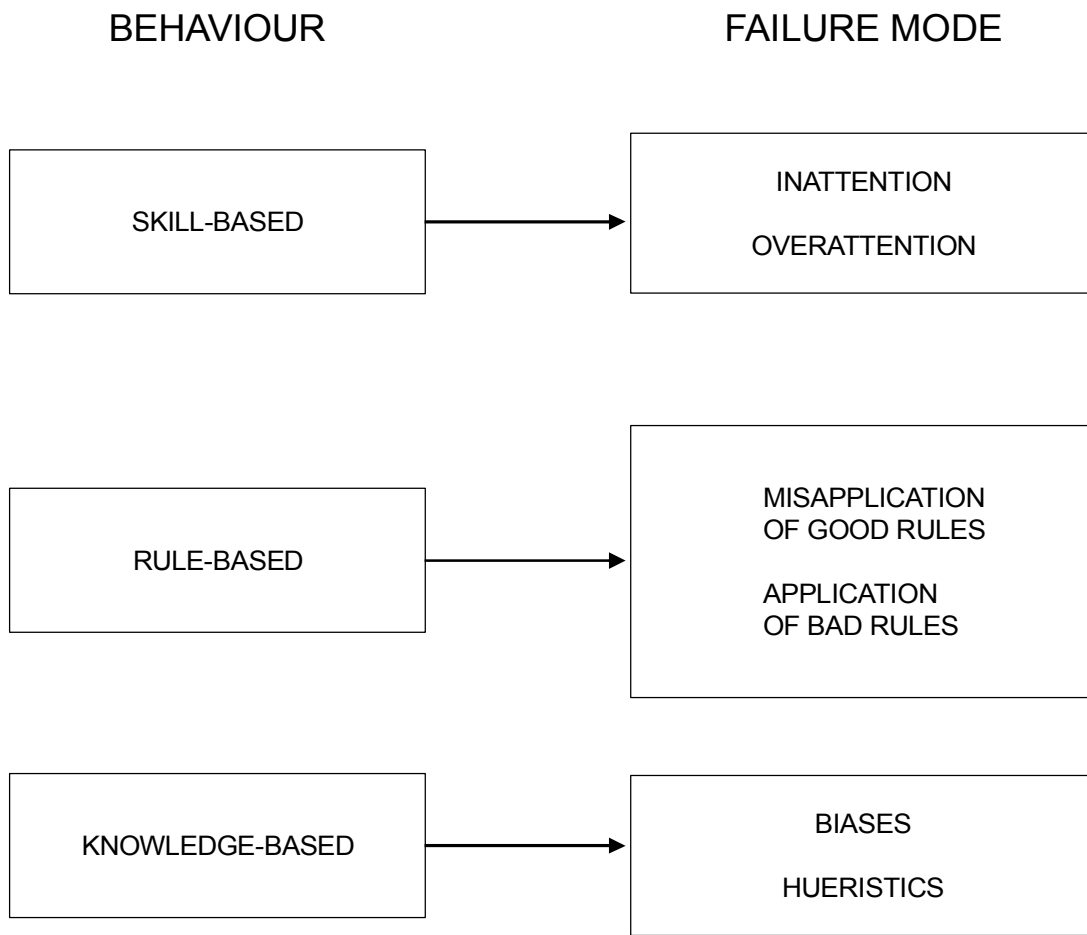 BEHAVIOUR
FAILURE MODE
SKILL-BASED
INATTENTION
OVERATTENTION
RULE-BASED
MISAPPLICATION
OF GOOD RULES
APPLICATION
OF BAD RULES
KNOWLEDGE-BASED
BIASES
HUERISTICS